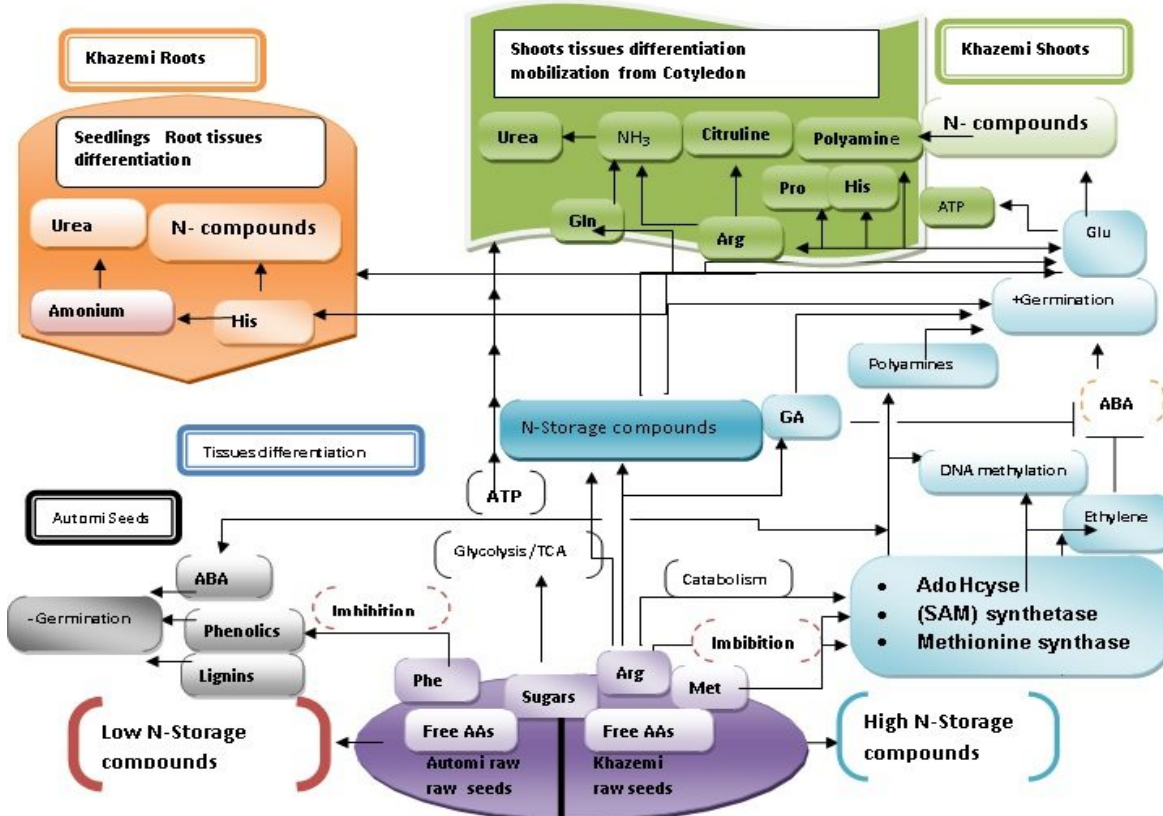 Khazemi Roots
Shoots tissues differentiation
mobilization from Cotyledon
Khazemi Shoots
Seedlings Root tissues
differentiation
Urea
NH3
Citruline
Polyamine
N- compounds
Pro
His
ATP
Urea
N- compounds
Gln
Arg
Glu
Amonium
His
+Germination
Polyamines
ABA
N-Storage compounds
GA
Tissues differentiation
DNA methylation
ATP
Automi Seeds
Ethylene
Glycolysis/TCA
ABA
Catabolism
AdoHcyse
(SAM) synthetase
Methionine synthase
-Germination
Imbibition
Phenolics
Imbibition
Lignins
Phe
Arg
Sugars
Met
Low N-Storage
compounds
Free AAs
Free AAs
High N-Storage
compounds
Automi raw
raw seeds
Khazemi
raw seeds